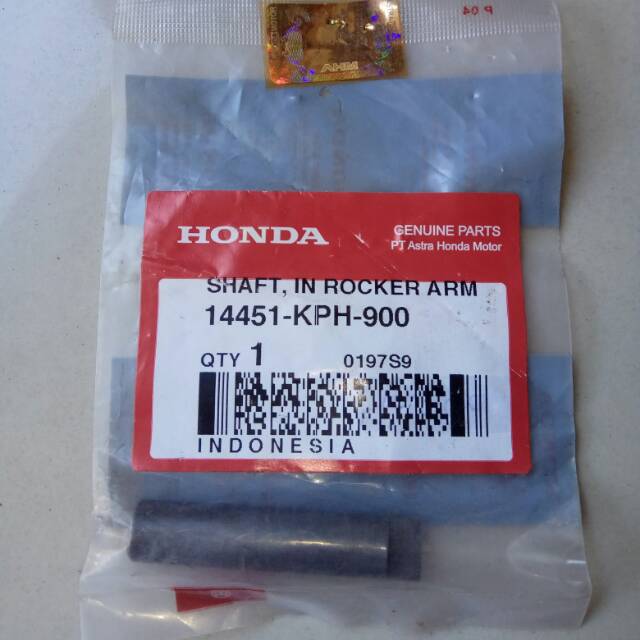 P 04
AHM
HONDA
GENUINE PARTS
PT Astra Honda Motor
SHAFT, IN ROCKER ARM
14451-KPH-900
QTY 1 0197S9
INDONESIA